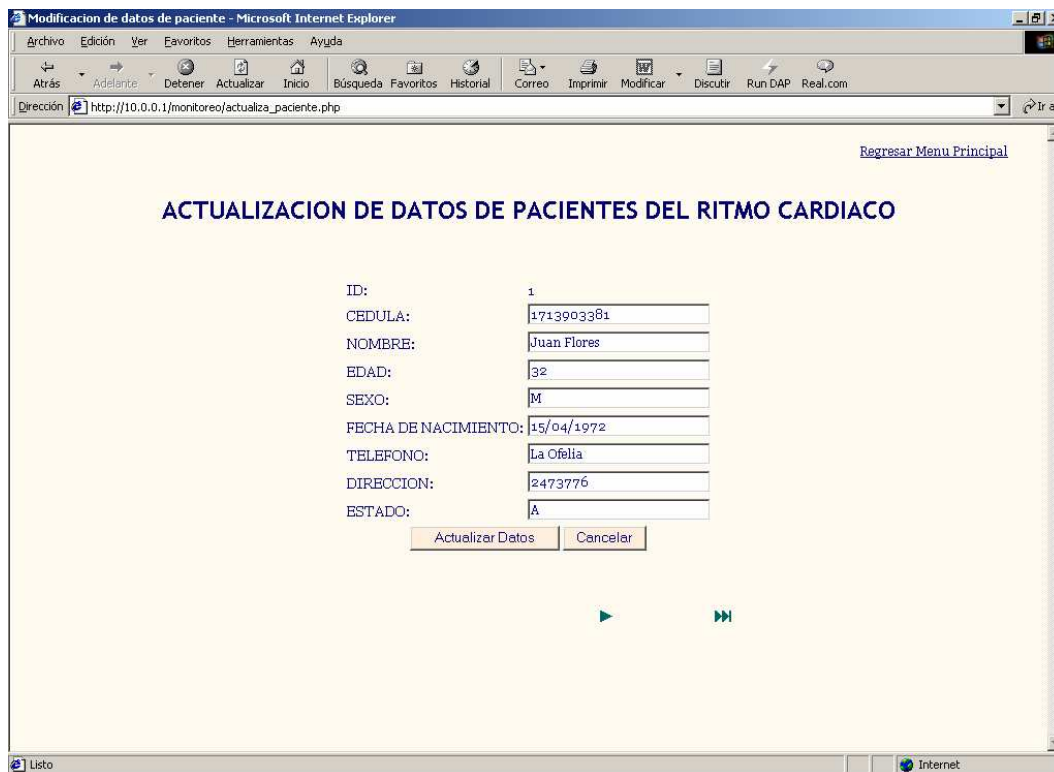 Modificacion de datos de paciente - Microsoft Internet Explorer
Archivo Edición Ver Favoritos Herramientas Ayuda
Atrás Adelante Detener Actualizar Inicio Búsqueda Favoritos Historial Correo Imprimir Modificar Discutir Run DAP Real.com
Dirección http://10.0.0.1/monitoreo/actualiza_paciente.php Ir a
Regresar Menu Principal
ACTUALIZACION DE DATOS DE PACIENTES DEL RITMO CARDIACO
ID: 1
CEDULA: 1713903381
NOMBRE: Juan Flores
EDAD: 32
SEXO: M
FECHA DE NACIMIENTO: 15/04/1972
TELEFONO: La Ofelia
DIRECCION: 2473776
ESTADO: A
Actualizar Datos Cancelar
Listo Internet